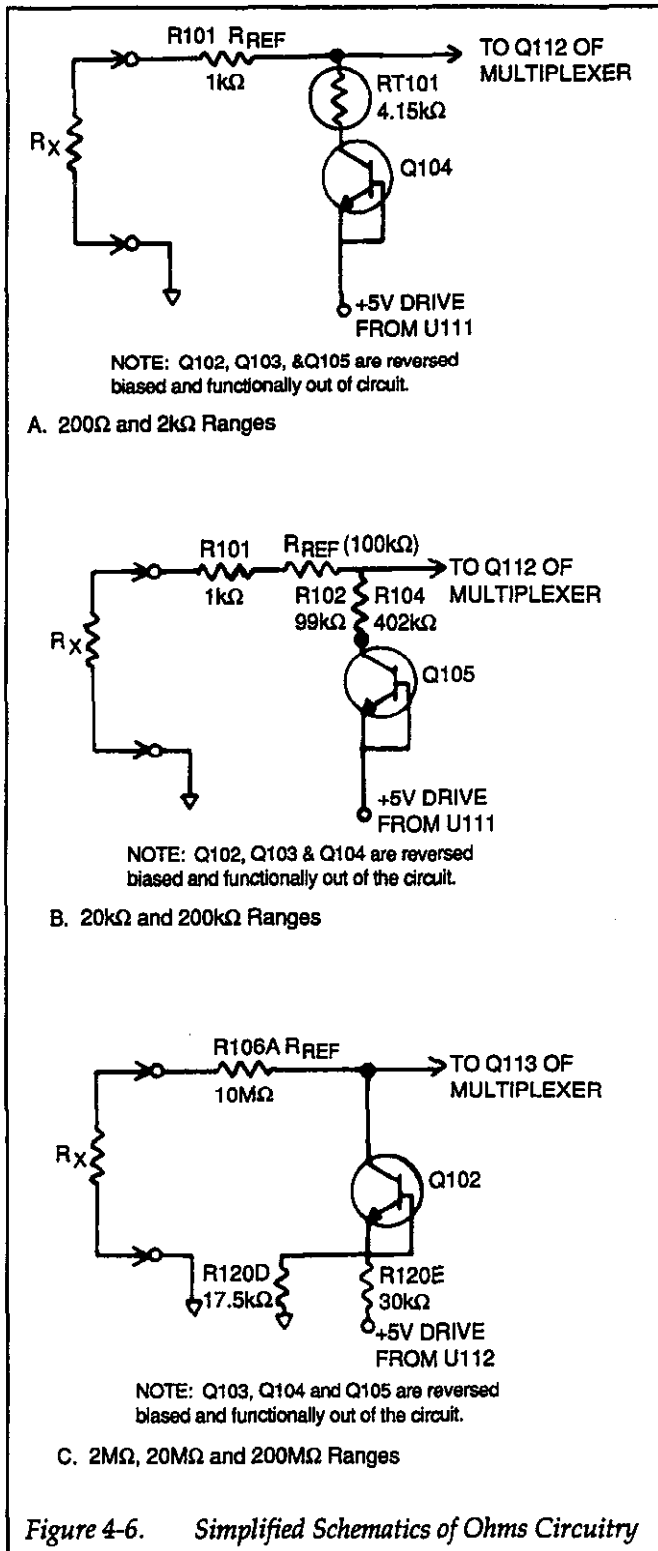 R101 RREF
1kΩ
TO Q112 OF
MULTIPLEXER
RT101
4.15kΩ
RX
Q104
+5V DRIVE
FROM U111
NOTE: Q102, Q103, &Q105 are reversed
biased and functionally out of circuit.
A. 200Ω and 2kΩ Ranges
R101 RREF (100kΩ)
1kΩ
TO Q112 OF
MULTIPLEXER
R102 R104
99kΩ 402kΩ
RX
Q105
+5V DRIVE
FROM U111
NOTE: Q102, Q103 & Q104 are reversed
biased and functionally out of the circuit.
B. 20kΩ and 200kΩ Ranges
R106A RREF
10MΩ
TO Q113 OF
MULTIPLEXER
RX
Q102
R120D
17.5kΩ
R120E
30kΩ
+5V DRIVE
FROM U112
NOTE: Q103, Q104 and Q105 are reversed
biased and functionally out of the circuit.
C. 2MΩ, 20MΩ and 200MΩ Ranges
Figure 4-6. Simplified Schematics of Ohms Circuitry